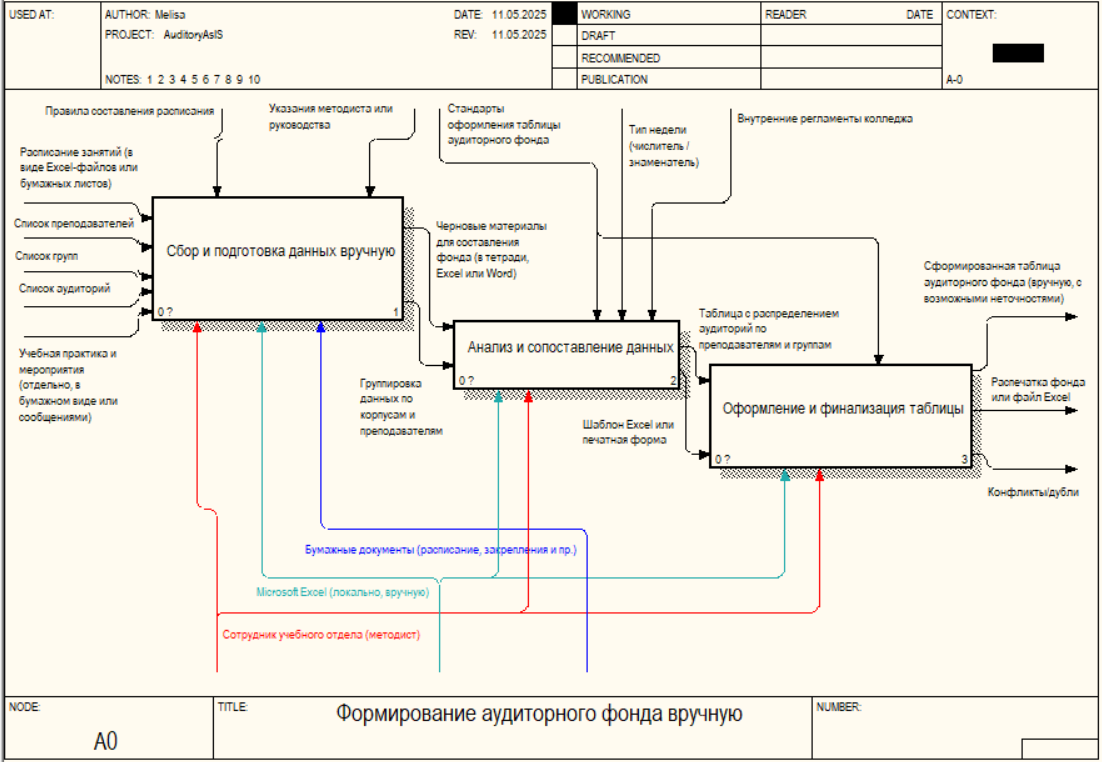 USED AT:
AUTHOR: Melisa
DATE: 11.05.2025
WORKING
READER
DATE
CONTEXT:
PROJECT: AuditoryAsIS
REV: 11.05.2025
DRAFT
RECOMMENDED
NOTES: 1 2 3 4 5 6 7 8 9 10
PUBLICATION
A-0
Правила составления расписания
Указания методиста или
руководства
Стандарты
оформления таблицы
аудиторного фонда
Тип недели
(числитель /
знаменатель)
Внутренние регламенты колледжа
Расписание занятий (в
виде Excel-файлов или
бумажных листов)
Список преподавателей
Список групп
Список аудиторий
Учебная практика и
мероприятия
(отдельно, в
бумажном виде или
сообщениями)
Сбор и подготовка данных вручную
0 ?
1
Черновые материалы
для составления
фонда (в тетради,
Excel или Word)
Группировка
данных по
корпусам и
преподавателям
Анализ и сопоставление данных
0 ?
2
Таблица с распределением
аудиторий по
преподавателям и группам
Шаблон Excel или
печатная форма
Оформление и финализация таблицы
0 ?
3
Сформированная таблица
аудиторного фонда (вручную, с
возможными неточностями)
Распечатка фонда
или файл Excel
Конфликты/дубли
Бумажные документы (расписание, закрепления и пр.)
Microsoft Excel (локально, вручную)
Сотрудник учебного отдела (методист)
NODE:
TITLE:
NUMBER:
A0
Формирование аудиторного фонда вручную